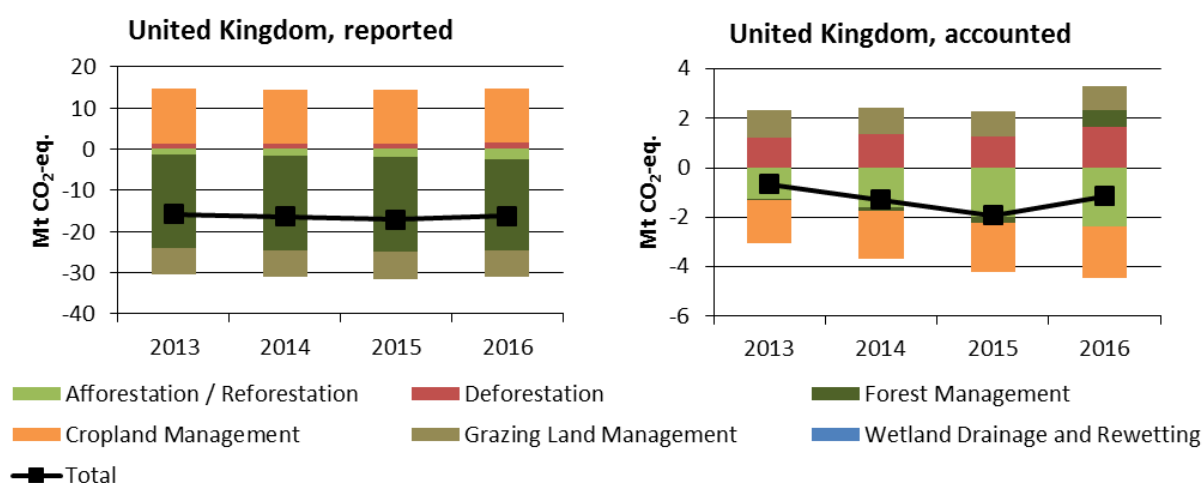 United Kingdom, reported
Mt CO₂-eq.
20
10
0
-10
-20
-30
-40
2013 2014 2015 2016
United Kingdom, accounted
Mt CO₂-eq.
4
2
0
-2
-4
-6
2013 2014 2015 2016
Afforestation / Reforestation Deforestation Forest Management
Cropland Management Grazing Land Management Wetland Drainage and Rewetting
Total